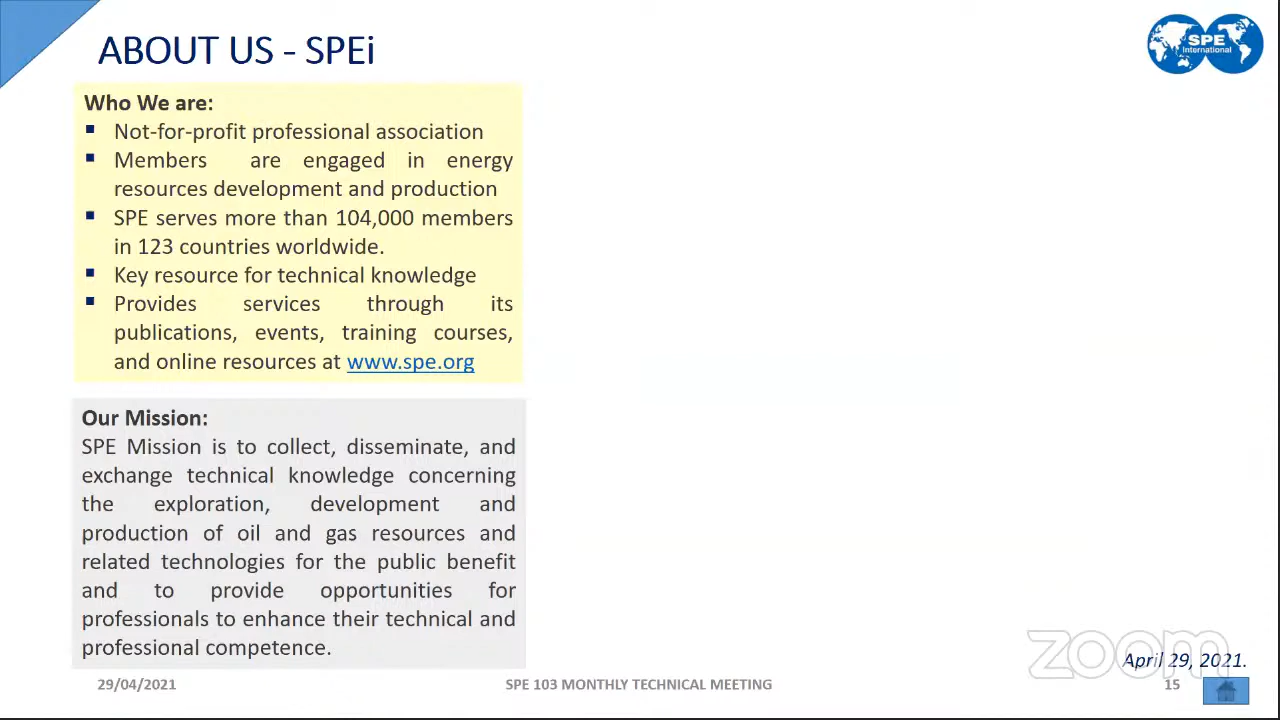 ABOUT US - SPEi
SPE
International
Who We are:
▪ Not-for-profit professional association
▪ Members are engaged in energy
resources development and production
▪ SPE serves more than 104,000 members
in 123 countries worldwide.
▪ Key resource for technical knowledge
▪ Provides services through its
publications, events, training courses,
and online resources at www.spe.org
Our Mission:
SPE Mission is to collect, disseminate, and
exchange technical knowledge concerning
the exploration, development and
production of oil and gas resources and
related technologies for the public benefit
and to provide opportunities for
professionals to enhance their technical and
professional competence.
zoom
April 29, 2021.
29/04/2021
SPE 103 MONTHLY TECHNICAL MEETING
15